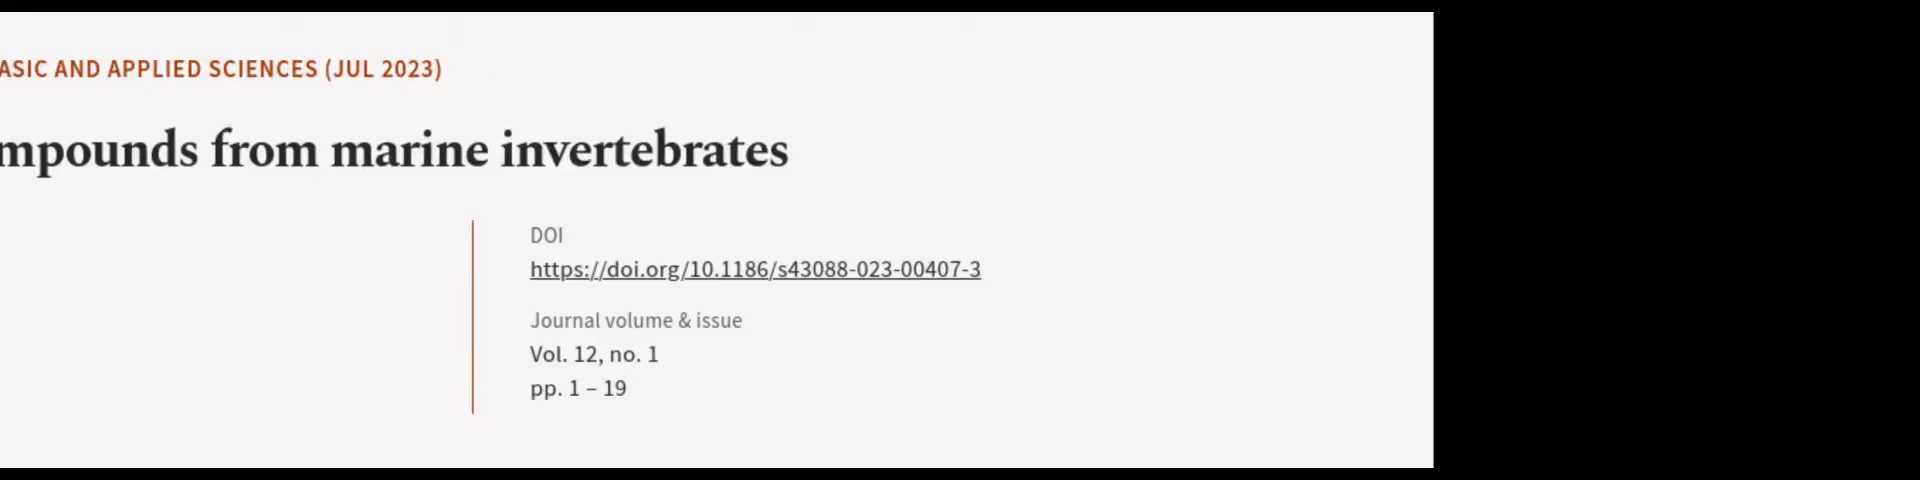 ASIC AND APPLIED SCIENCES (JUL 2023)
mpounds from marine invertebrates
DOI
https://doi.org/10.1186/s43088-023-00407-3
Journal volume & issue
Vol. 12, no. 1
pp. 1 – 19